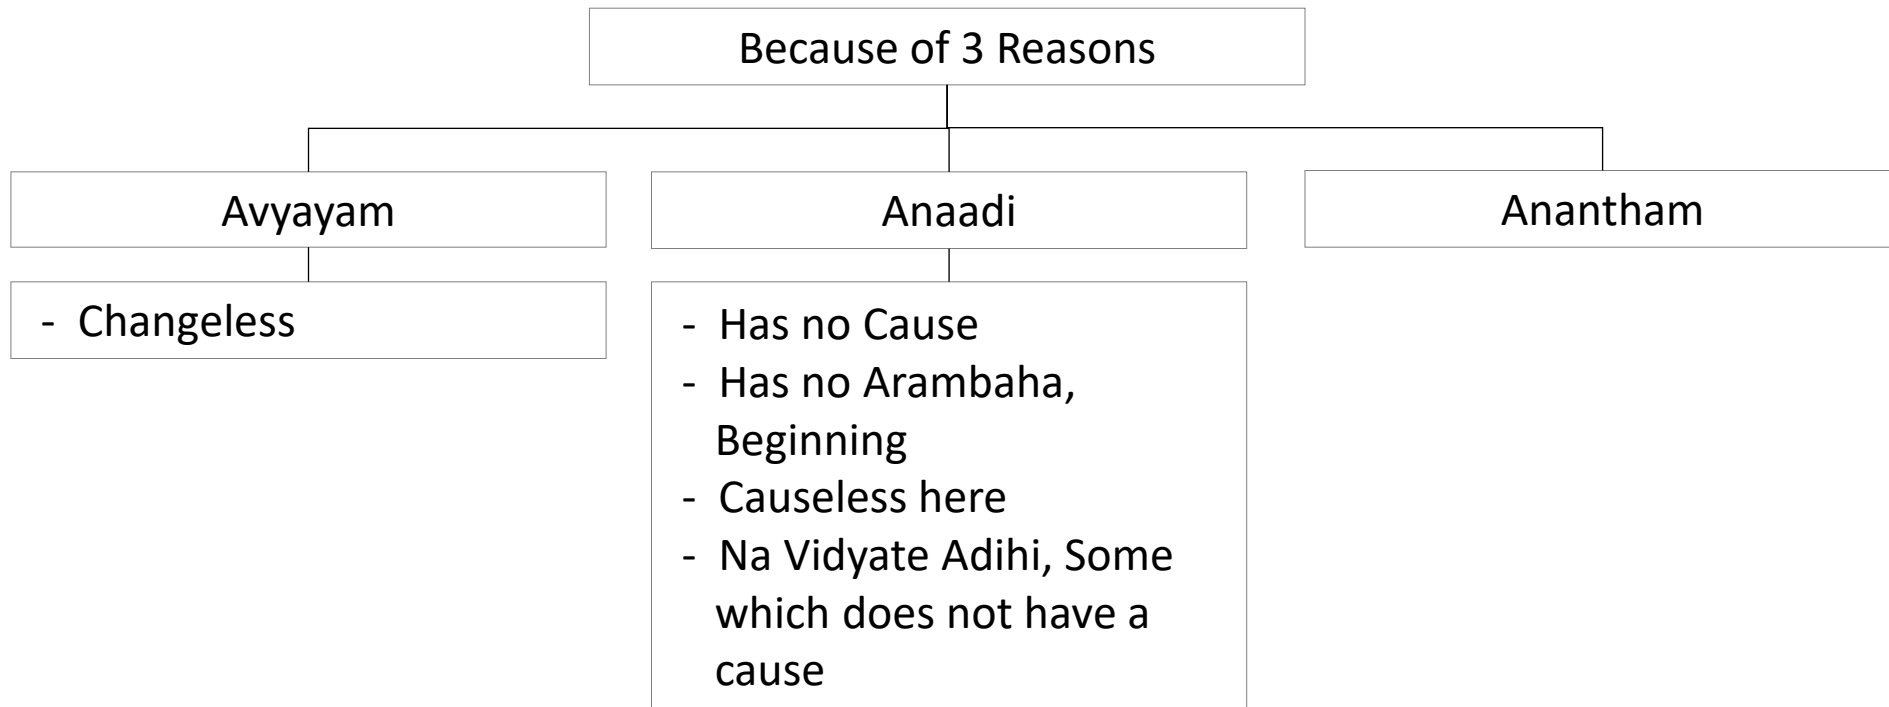 Because of 3 Reasons
Avyayam
Anaadi
Anantham
- Changeless
- Has no Cause
- Has no Arambaha,
Beginning
- Causeless here
- Na Vidyate Adihi, Some
which does not have a
cause